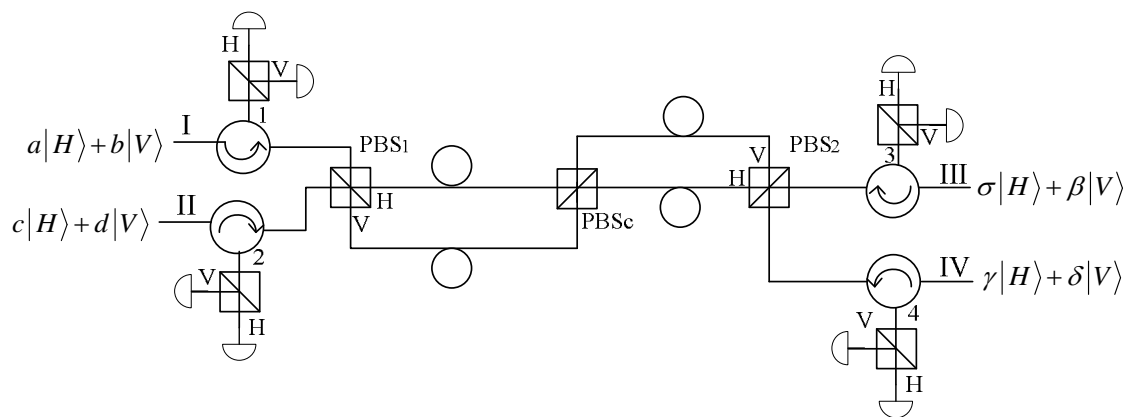 H
V
1
I
a|H⟩+b|V⟩
PBS1
H
V
II
c|H⟩+d|V⟩
2
V
H
PBSc
V
H
PBS2
H
V
3
III
σ|H⟩+β|V⟩
IV
γ|H⟩+δ|V⟩
4
V
H